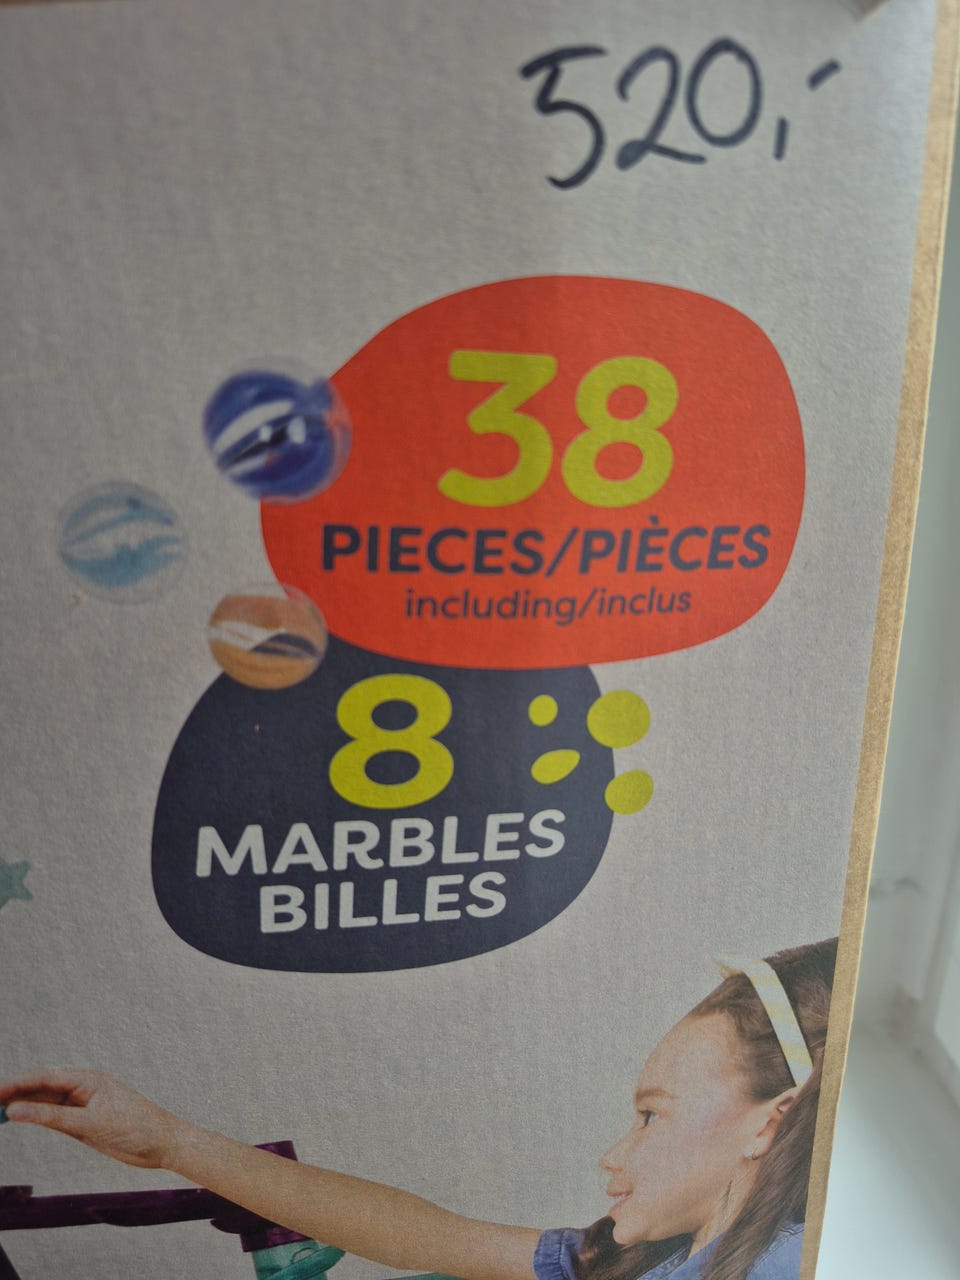 520,-
38
PIECES/PIÈCES
including/inclus
8
MARBLES
BILLES